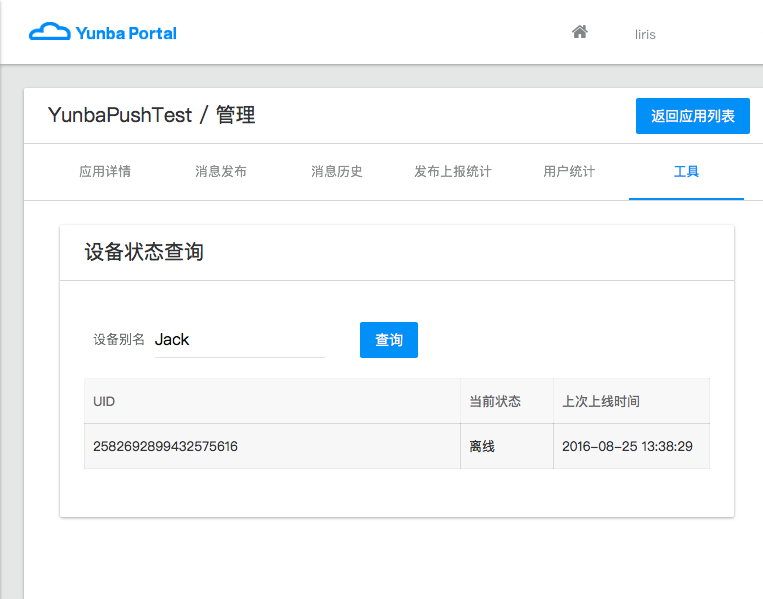 Yunba Portal
liris
YunbaPushTest / 管理
返回应用列表
应用详情 消息发布 消息历史 发布上报统计 用户统计 工具
设备状态查询
设备别名 Jack 查询
UID 当前状态 上次上线时间
2582692899432575616 离线 2016-08-25 13:38:29